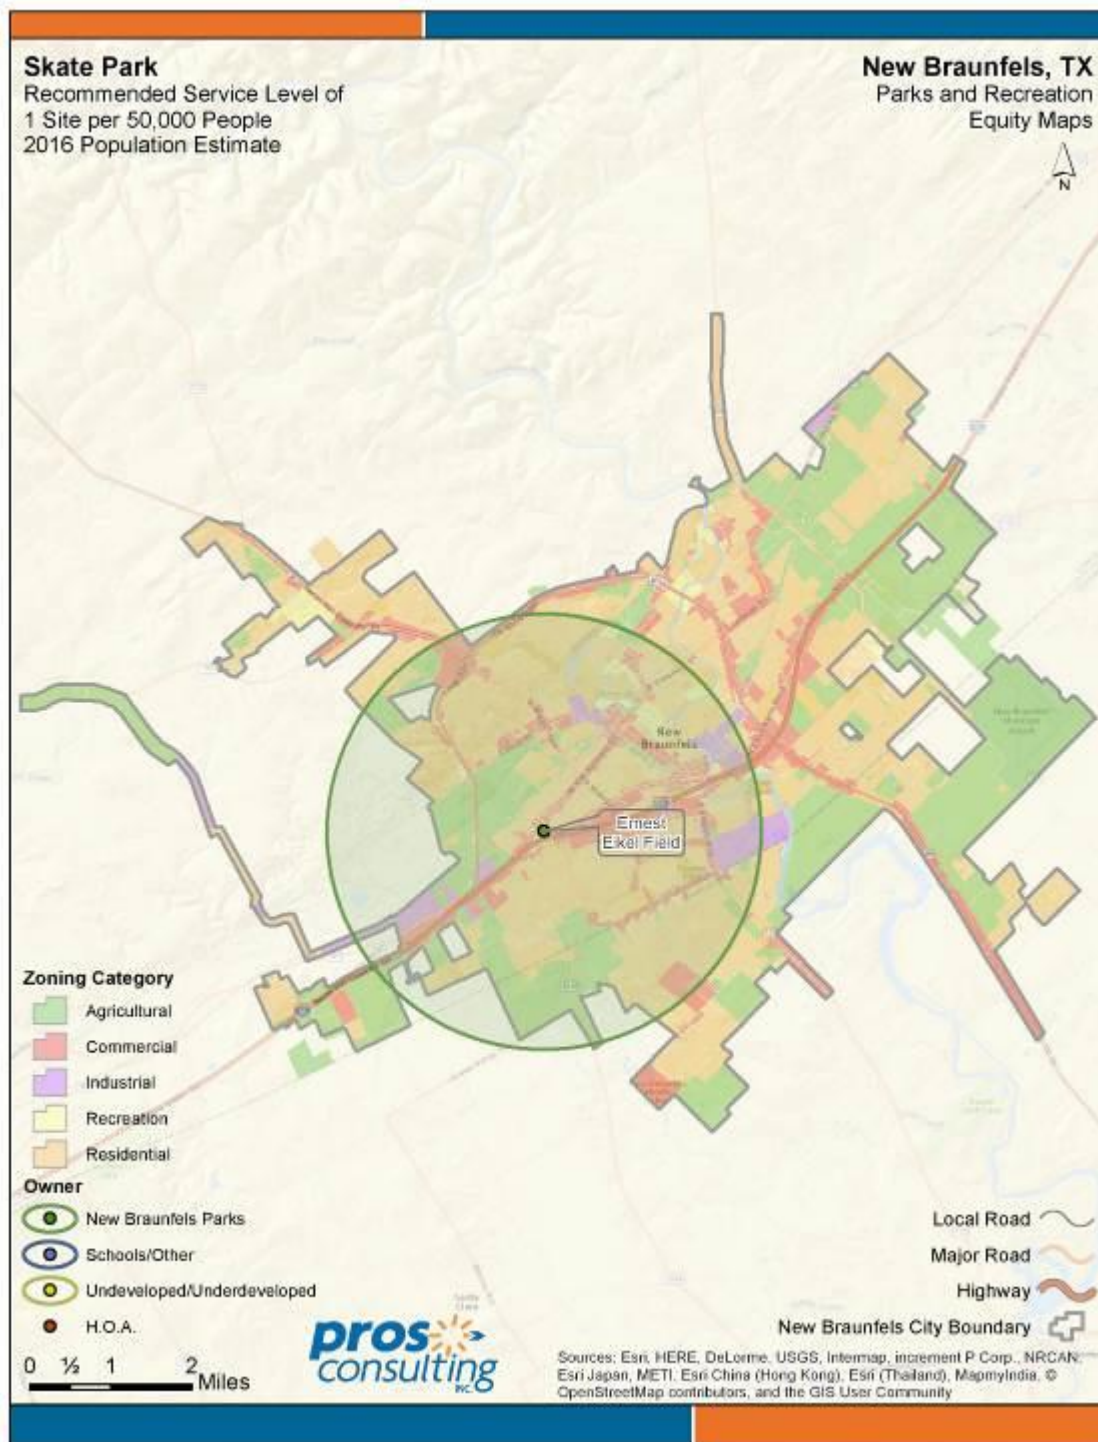 Skate Park
Recommended Service Level of
1 Site per 50,000 People
2016 Population Estimate
New Braunfels, TX
Parks and Recreation
Equity Maps
N
New
Braunfels
Ernest
Eikel Field
Zoning Category
Agricultural
Commercial
Industrial
Recreation
Residential
Owner
New Braunfels Parks
Schools/Other
Undeveloped/Underdeveloped
H.O.A.
0 ½ 1 2 Miles
pros
consulting
INC.
Local Road
Major Road
Highway
New Braunfels City Boundary
Sources: Esri, HERE, DeLorme, USGS, Intermap, increment P Corp., NRCAN,
Esri Japan, METI, Esri China (Hong Kong), Esri (Thailand), MapmyIndia, ©
OpenStreetMap contributors, and the GIS User Community